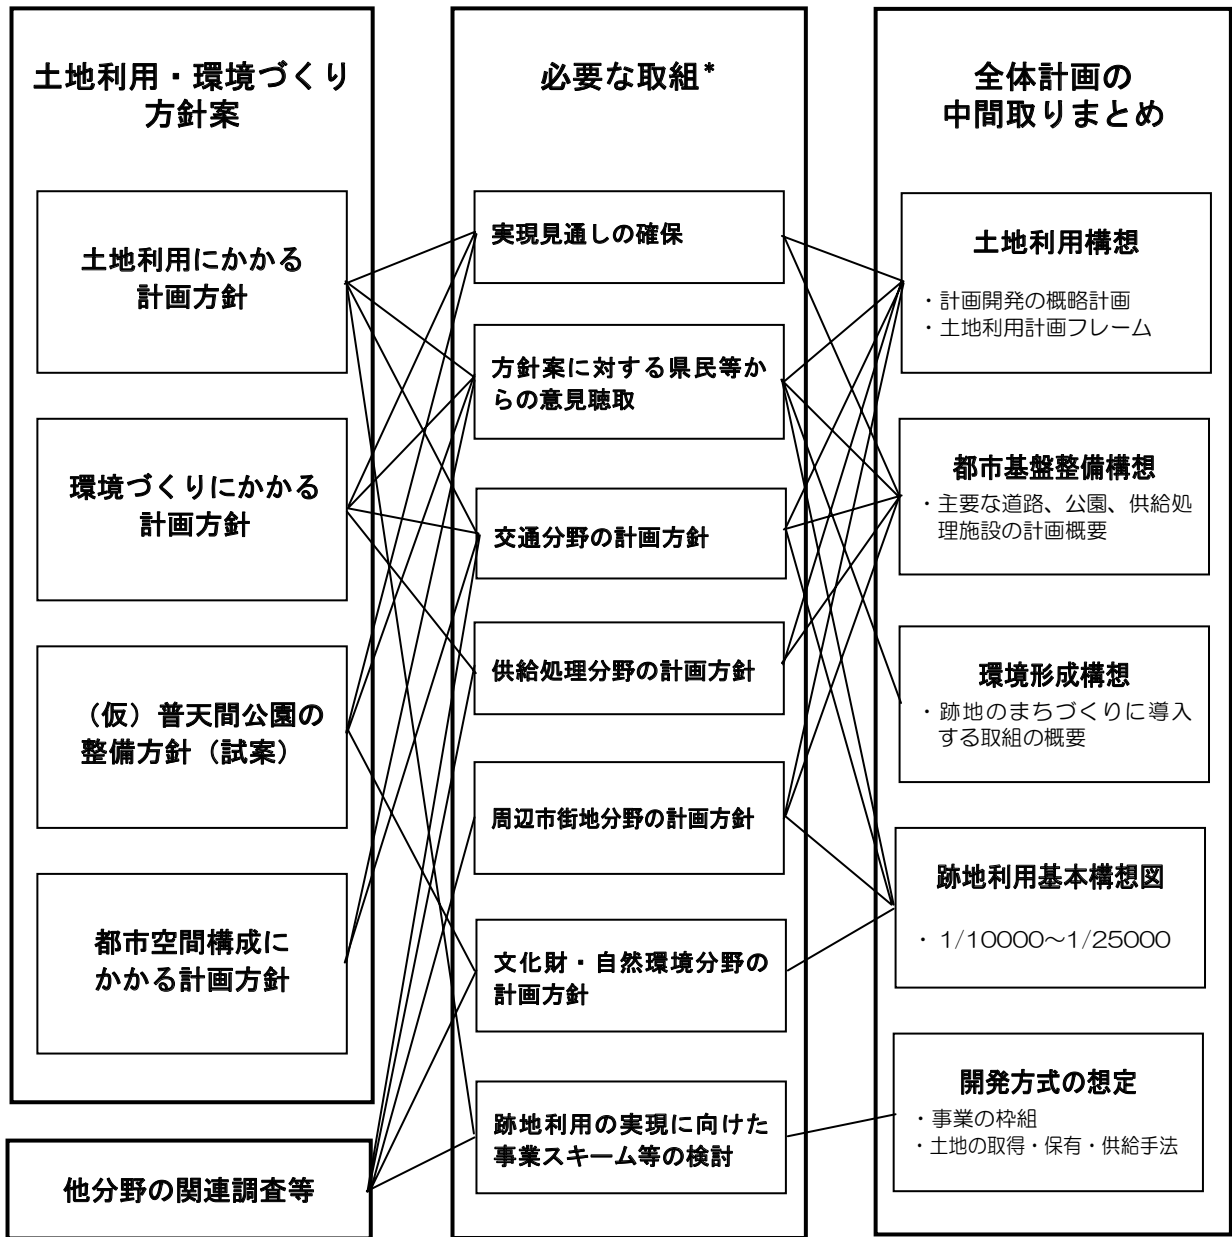 土地利用・環境づくり
方針案
土地利用にかかる
計画方針
環境づくりにかかる
計画方針
（仮）普天間公園の
整備方針（試案）
都市空間構成に
かかる計画方針
他分野の関連調査等
必要な取組*
実現見通しの確保
方針案に対する県民等か
らの意見聴取
交通分野の計画方針
供給処理分野の計画方針
周辺市街地分野の計画方針
文化財・自然環境分野の
計画方針
跡地利用の実現に向けた
事業スキーム等の検討
全体計画の
中間取りまとめ
土地利用構想
・計画開発の概略計画
・土地利用計画フレーム
都市基盤整備構想
・主要な道路、公園、供給処
理施設の計画概要
環境形成構想
・跡地のまちづくりに導入
する取組の概要
跡地利用基本構想図
・1/10000～1/25000
開発方式の想定
・事業の枠組
・土地の取得・保有・供給手法